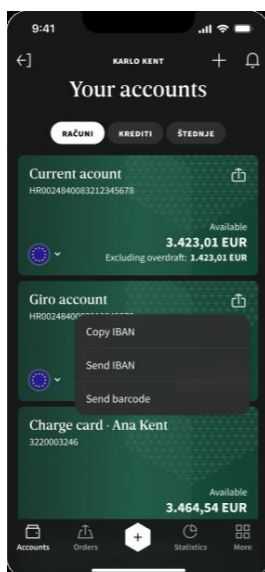 9:41
KARLO KENT
Your accounts
RAČUNI KREDITI ŠTEDNJE
Current acount
HR0024840083212345678
Available
3.423,01 EUR
Excluding overdraft: 1.423,01 EUR
Giro account
Copy IBAN
Send IBAN
Send barcode
Charge card - Ana Kent
3220003246
Available
3.464,54 EUR
Accounts Orders Statistics More